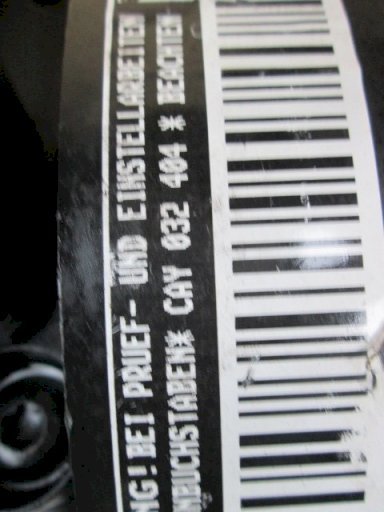 NG!BEI PRUEF- UND EINSTELLARBEITEN
NBUCHSTABEN* CAY 032 404 * BEACHTEN